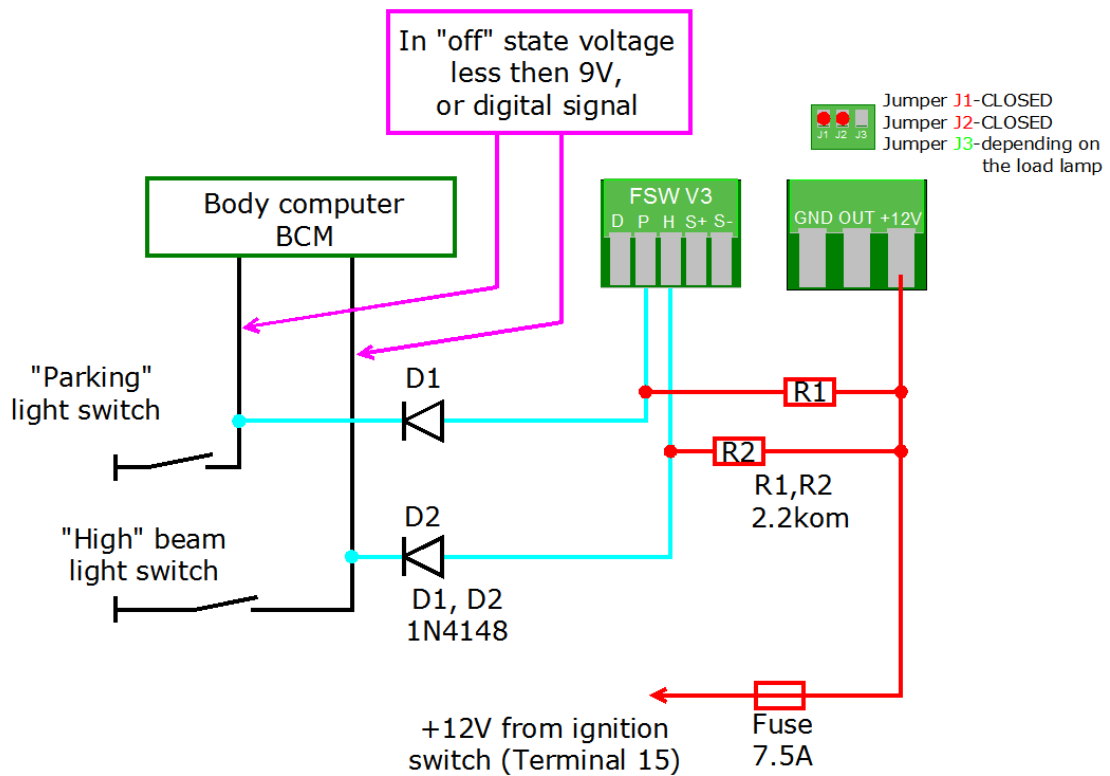 In "off" state voltage
less then 9V,
or digital signal
Jumper J1-CLOSED
Jumper J2-CLOSED
Jumper J3-depending on
the load lamp
J1 J2 J3
Body computer
BCM
FSW V3
D P H S+ S-
GND OUT +12V
"Parking"
light switch
D1
R1
R2
R1,R2
2.2kom
"High" beam
light switch
D2
D1, D2
1N4148
+12V from ignition
switch (Terminal 15)
Fuse
7.5A